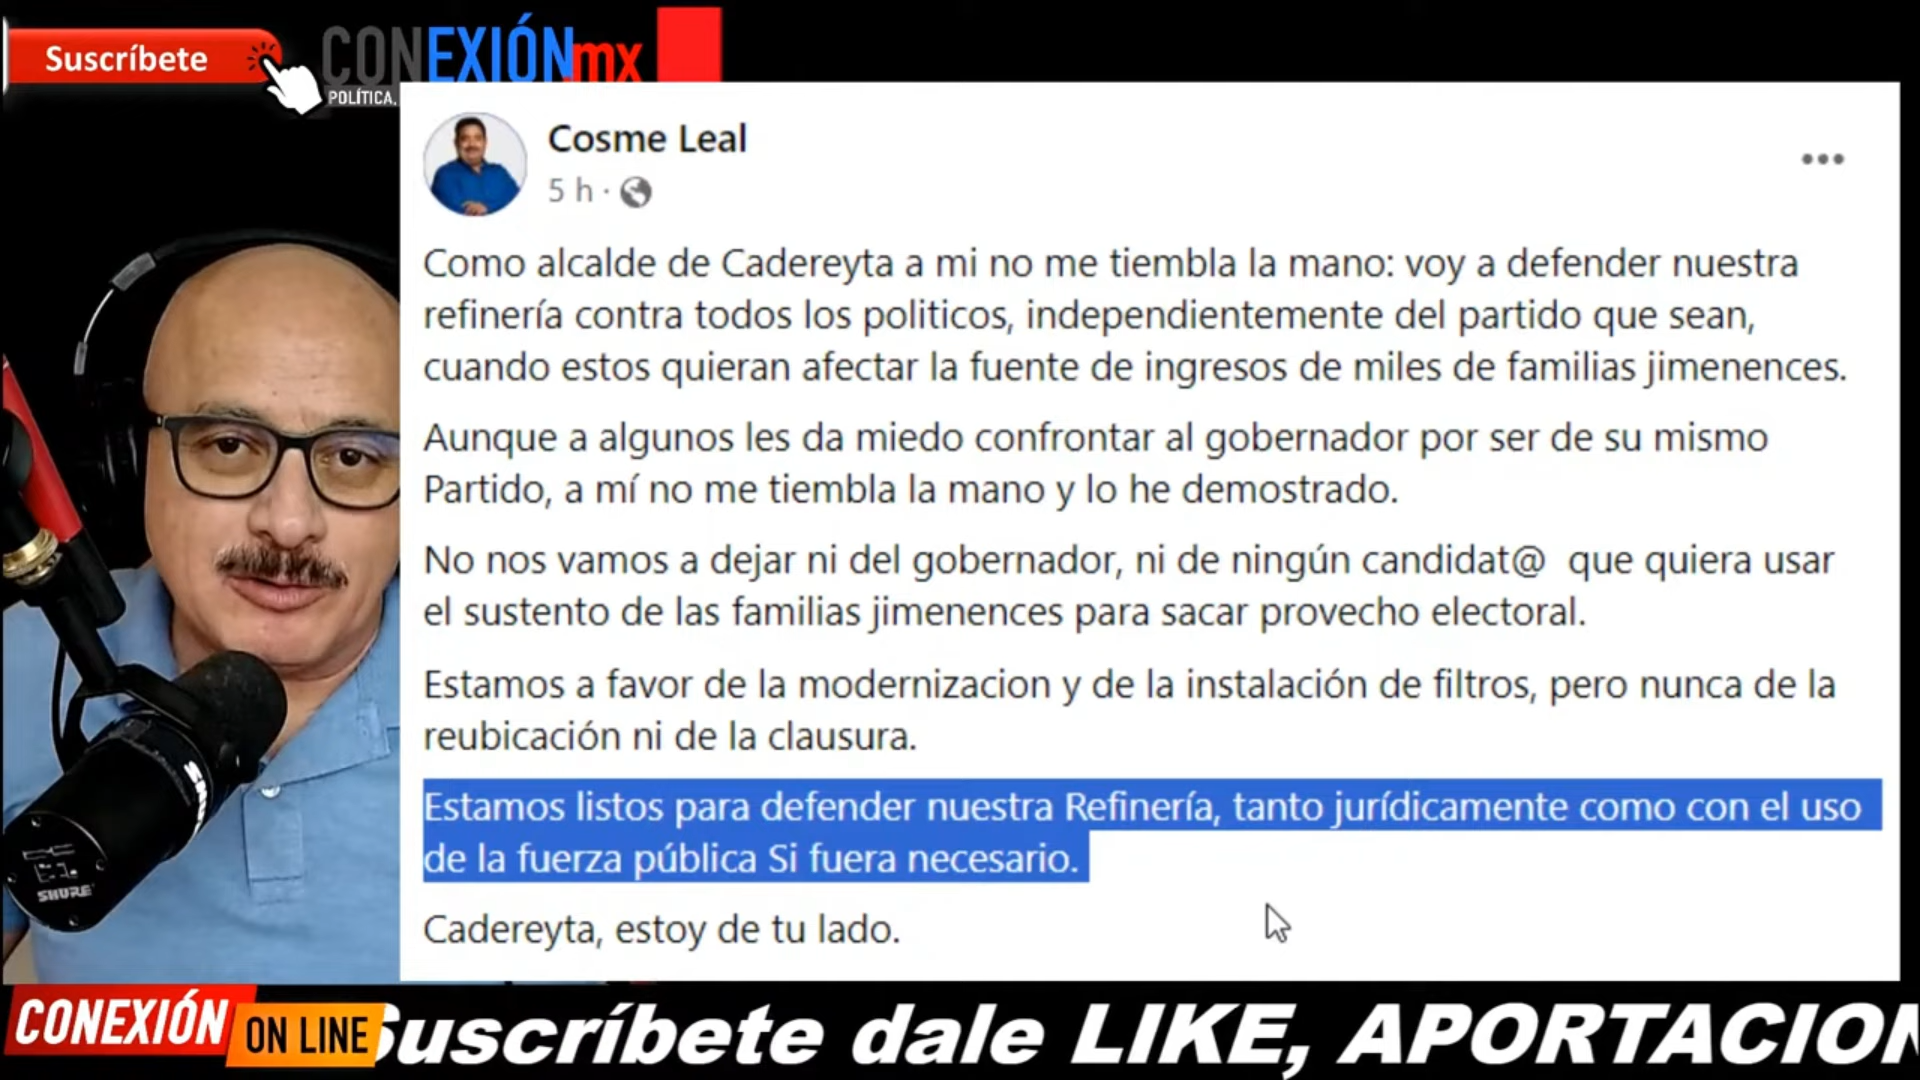 Suscríbete
CONEXIÓNmx
POLÍTICA,
Cosme Leal
5 h ·
Como alcalde de Cadereyta a mi no me tiembla la mano: voy a defender nuestra
refinería contra todos los politicos, independientemente del partido que sean,
cuando estos quieran afectar la fuente de ingresos de miles de familias jimenences.
Aunque a algunos les da miedo confrontar al gobernador por ser de su mismo
Partido, a mí no me tiembla la mano y lo he demostrado.
No nos vamos a dejar ni del gobernador, ni de ningún candidat@ que quiera usar
el sustento de las familias jimenences para sacar provecho electoral.
Estamos a favor de la modernizacion y de la instalación de filtros, pero nunca de la
reubicación ni de la clausura.
Estamos listos para defender nuestra Refinería, tanto jurídicamente como con el uso
de la fuerza pública Si fuera necesario.
Cadereyta, estoy de tu lado.
SHURE
CONEXIÓN
ON LINE
Suscríbete dale LIKE, APORTACION